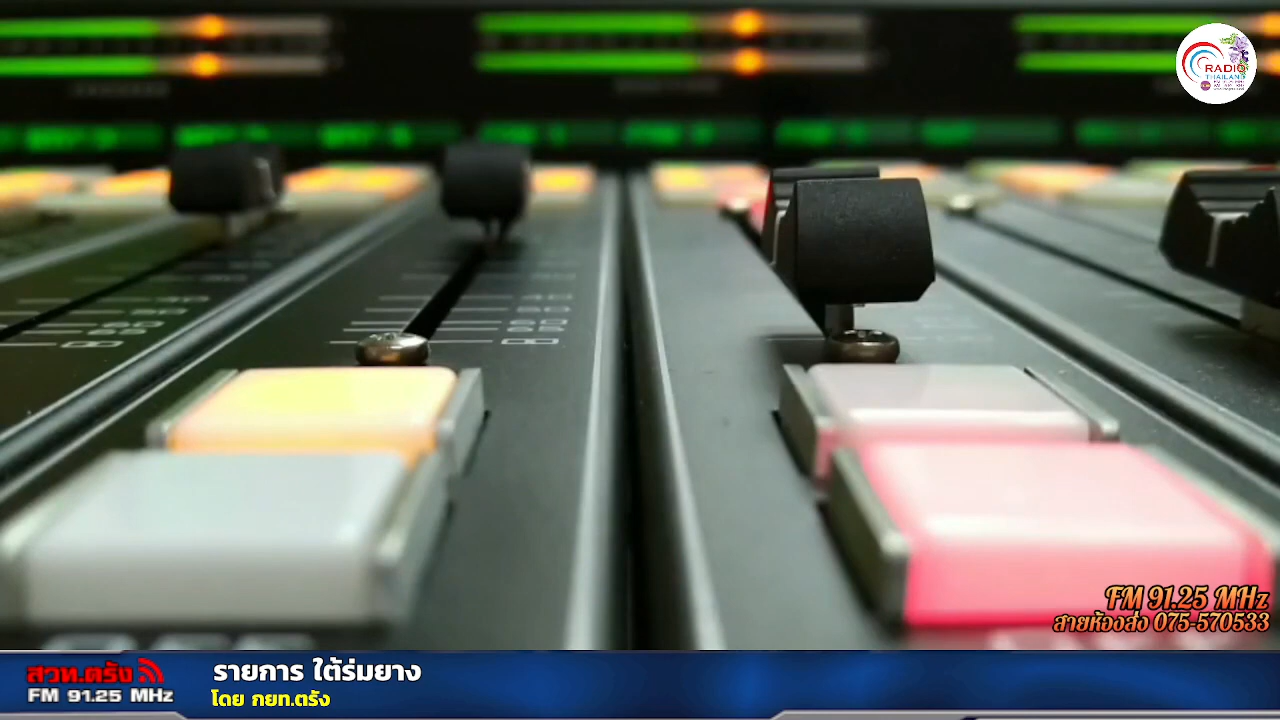 RADIO
THAILAND
FM 91.25 MHz
สายห้องส่ง 075-570533
สวท.ตรัง
FM 91.25 MHz
รายการ ใต้ร่มยาง
โดย กยท.ตรัง